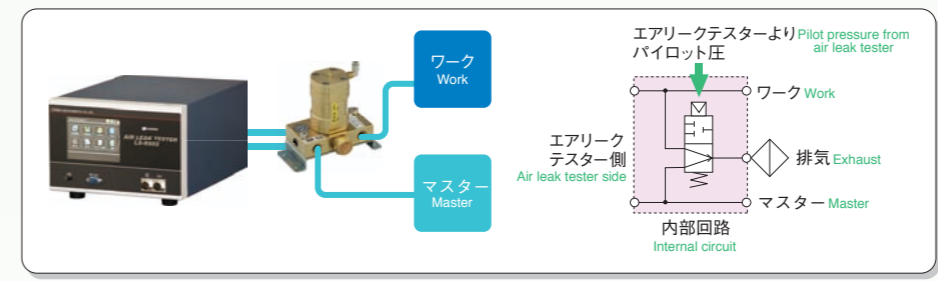 AIR LEAK TESTER
ワーク
Work
マスター
Master
エアリークテスターより Pilot pressure from
パイロット圧 air leak tester
ワーク Work
エアリーク
テスター側
Air leak tester side
排気 Exhaust
マスター Master
内部回路
Internal circuit